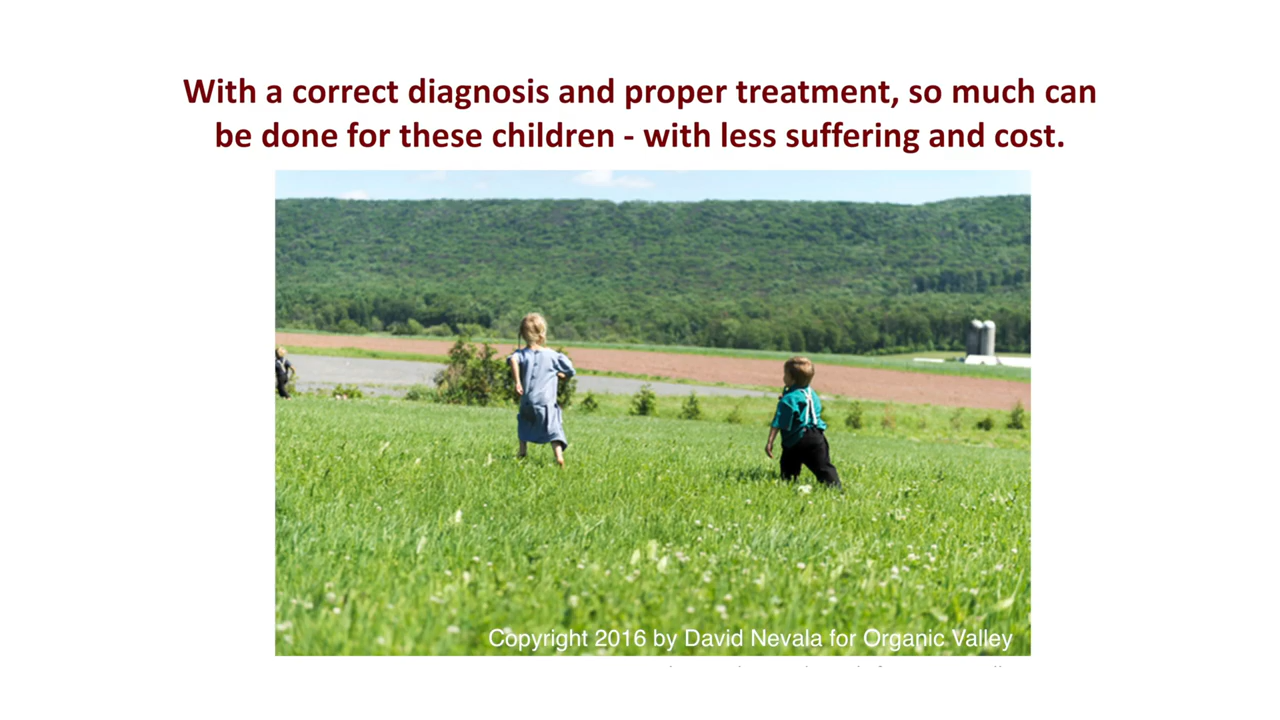 With a correct diagnosis and proper treatment, so much can
be done for these children - with less suffering and cost.
Copyright 2016 by David Nevala for Organic Valley